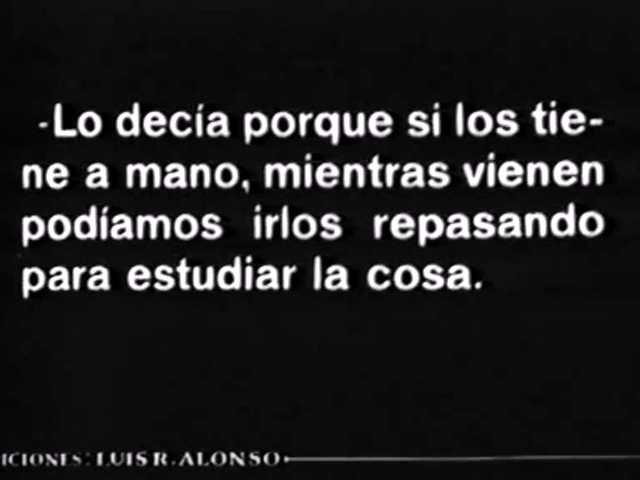 -Lo decía porque si los tie-
ne a mano, mientras vienen
podíamos irlos repasando
para estudiar la cosa.
ICIONES: LUIS R. ALONSO